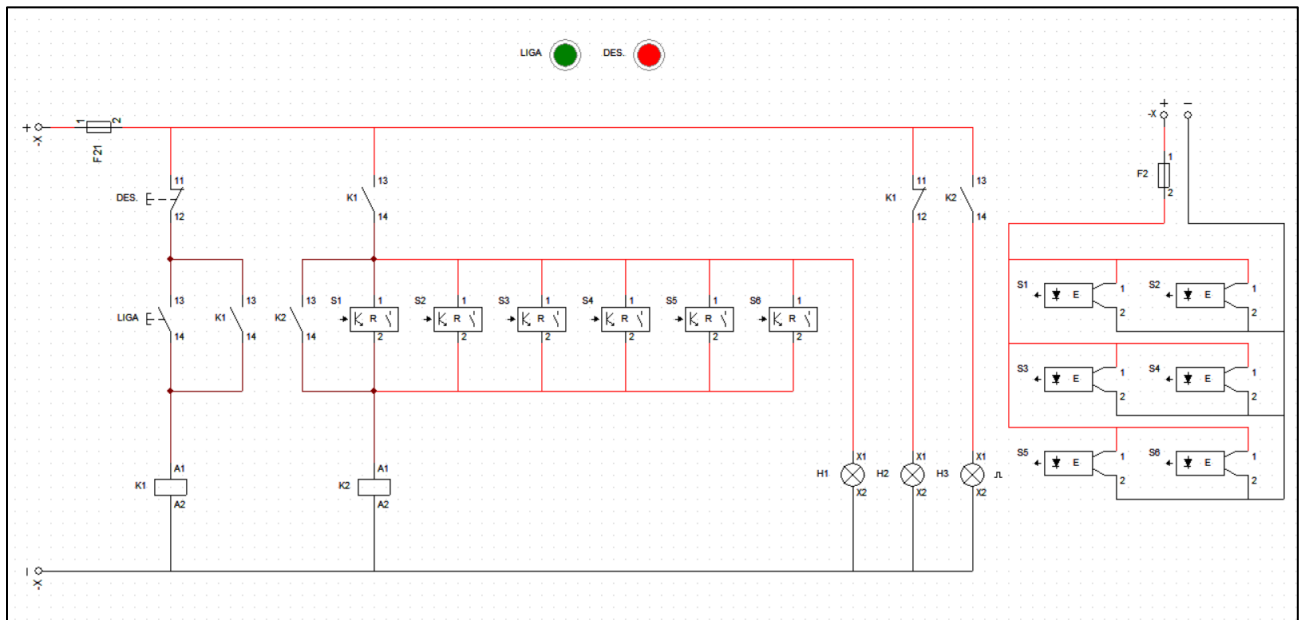 LIGA DES.
+ -X 1 2 F21
+ − -X
1 F2 2
DES. 11 12
K1 13 14
K1 11 12
K2 13 14
LIGA 13 14
K1 13 14
K2 13 14
S1 1 R 2
S2 1 R 2
S3 1 R 2
S4 1 R 2
S5 1 R 2
S6 1 R 2
S1 E 1 2
S2 E 1 2
S3 E 1 2
S4 E 1 2
S5 E 1 2
S6 E 1 2
K1 A1 A2
K2 A1 A2
H1 X1 X2
H2 X1 X2
H3 X1 X2
− -X